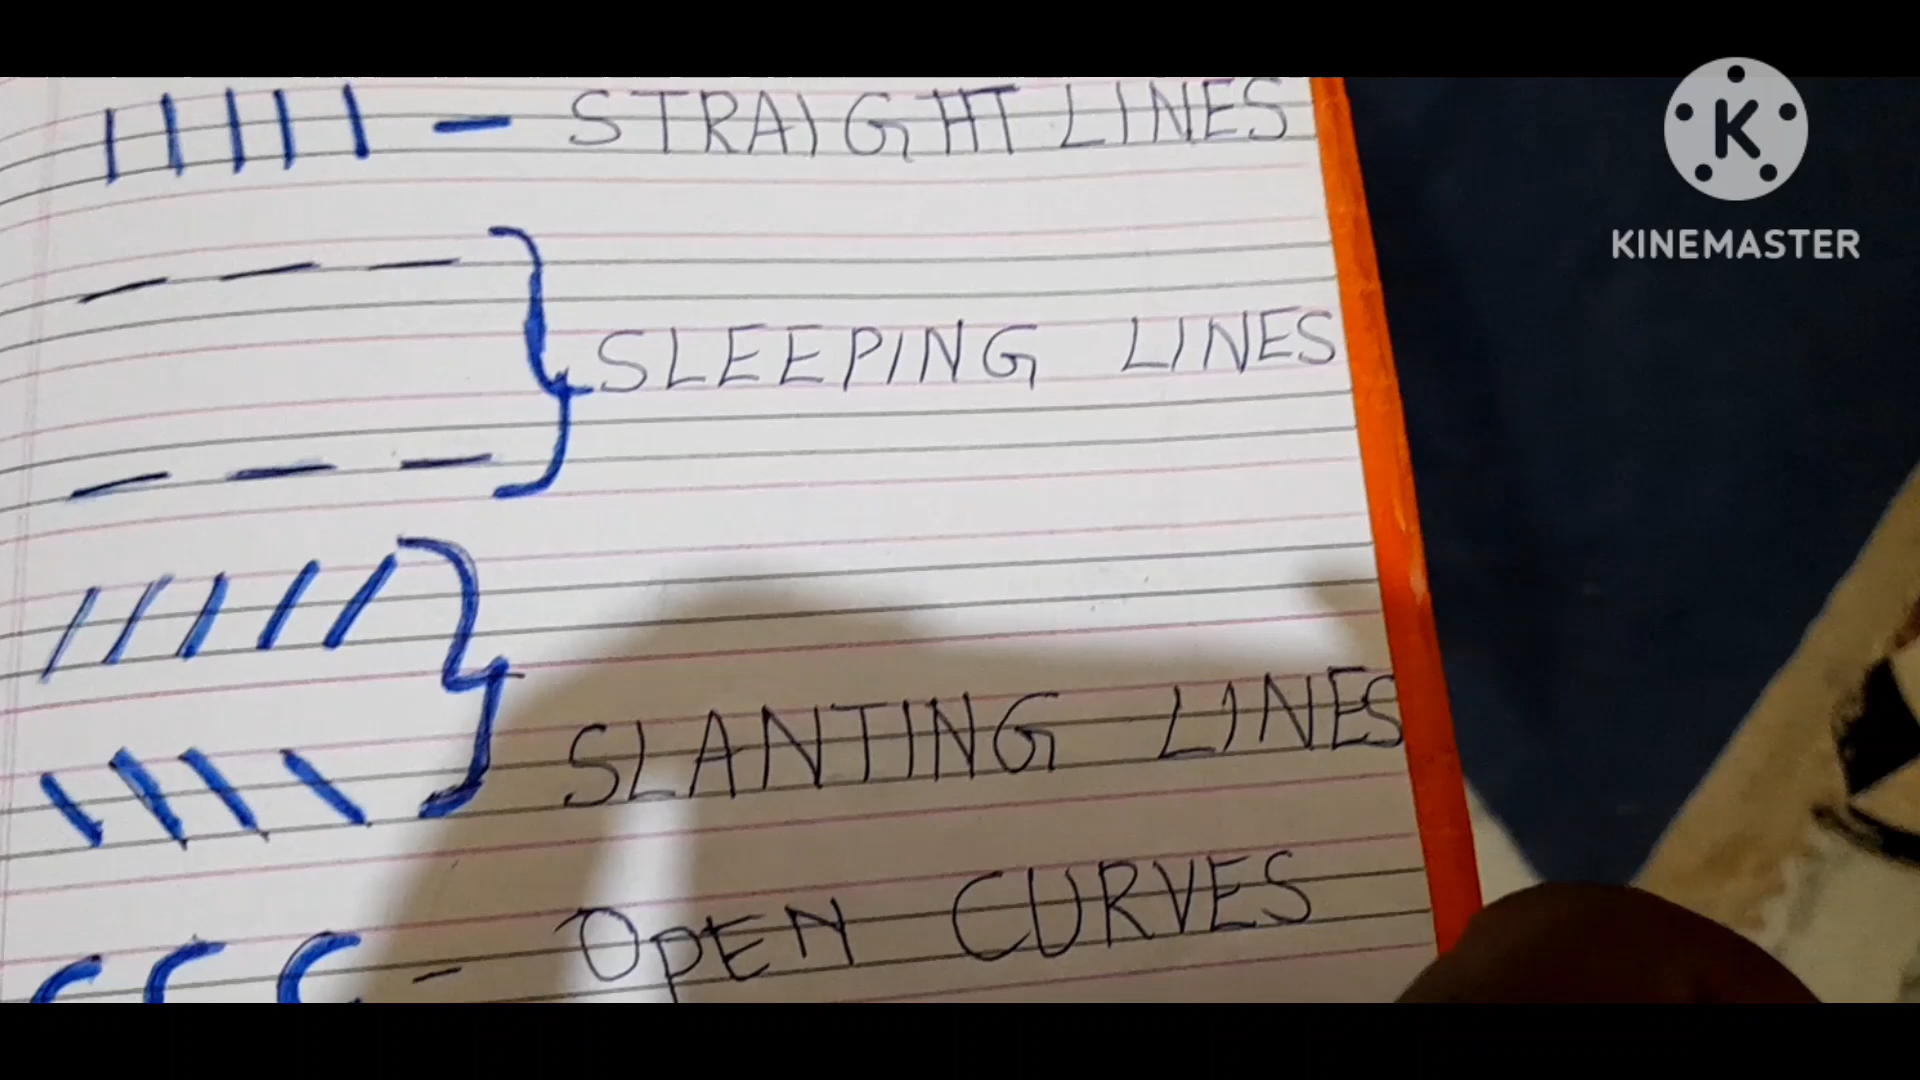 STRAIGHT LINES
K
KINEMASTER
SLEEPING LINES
SLANTING LINES
OPEN CURVES